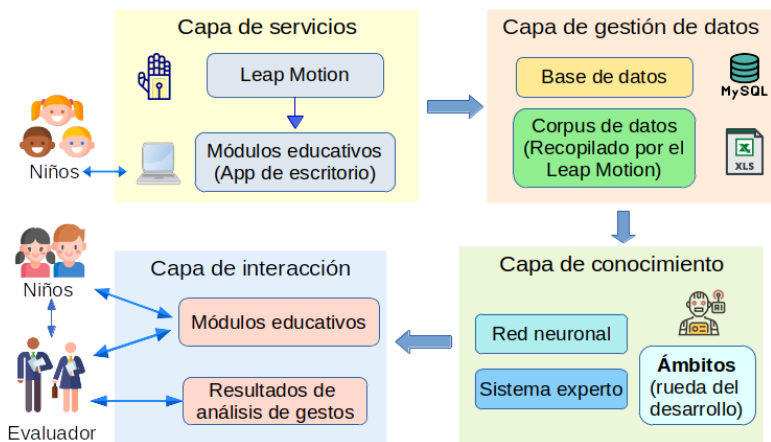 Capa de servicios
Leap Motion
Módulos educativos
(App de escritorio)
Niños
Capa de gestión de datos
Base de datos
MySQL
Corpus de datos
(Recopilado por el
Leap Motion)
XLS
Niños
Evaluador
Capa de interacción
Módulos educativos
Resultados de
análisis de gestos
Capa de conocimiento
Red neuronal
Sistema experto
AI
Ámbitos
(rueda del
desarrollo)